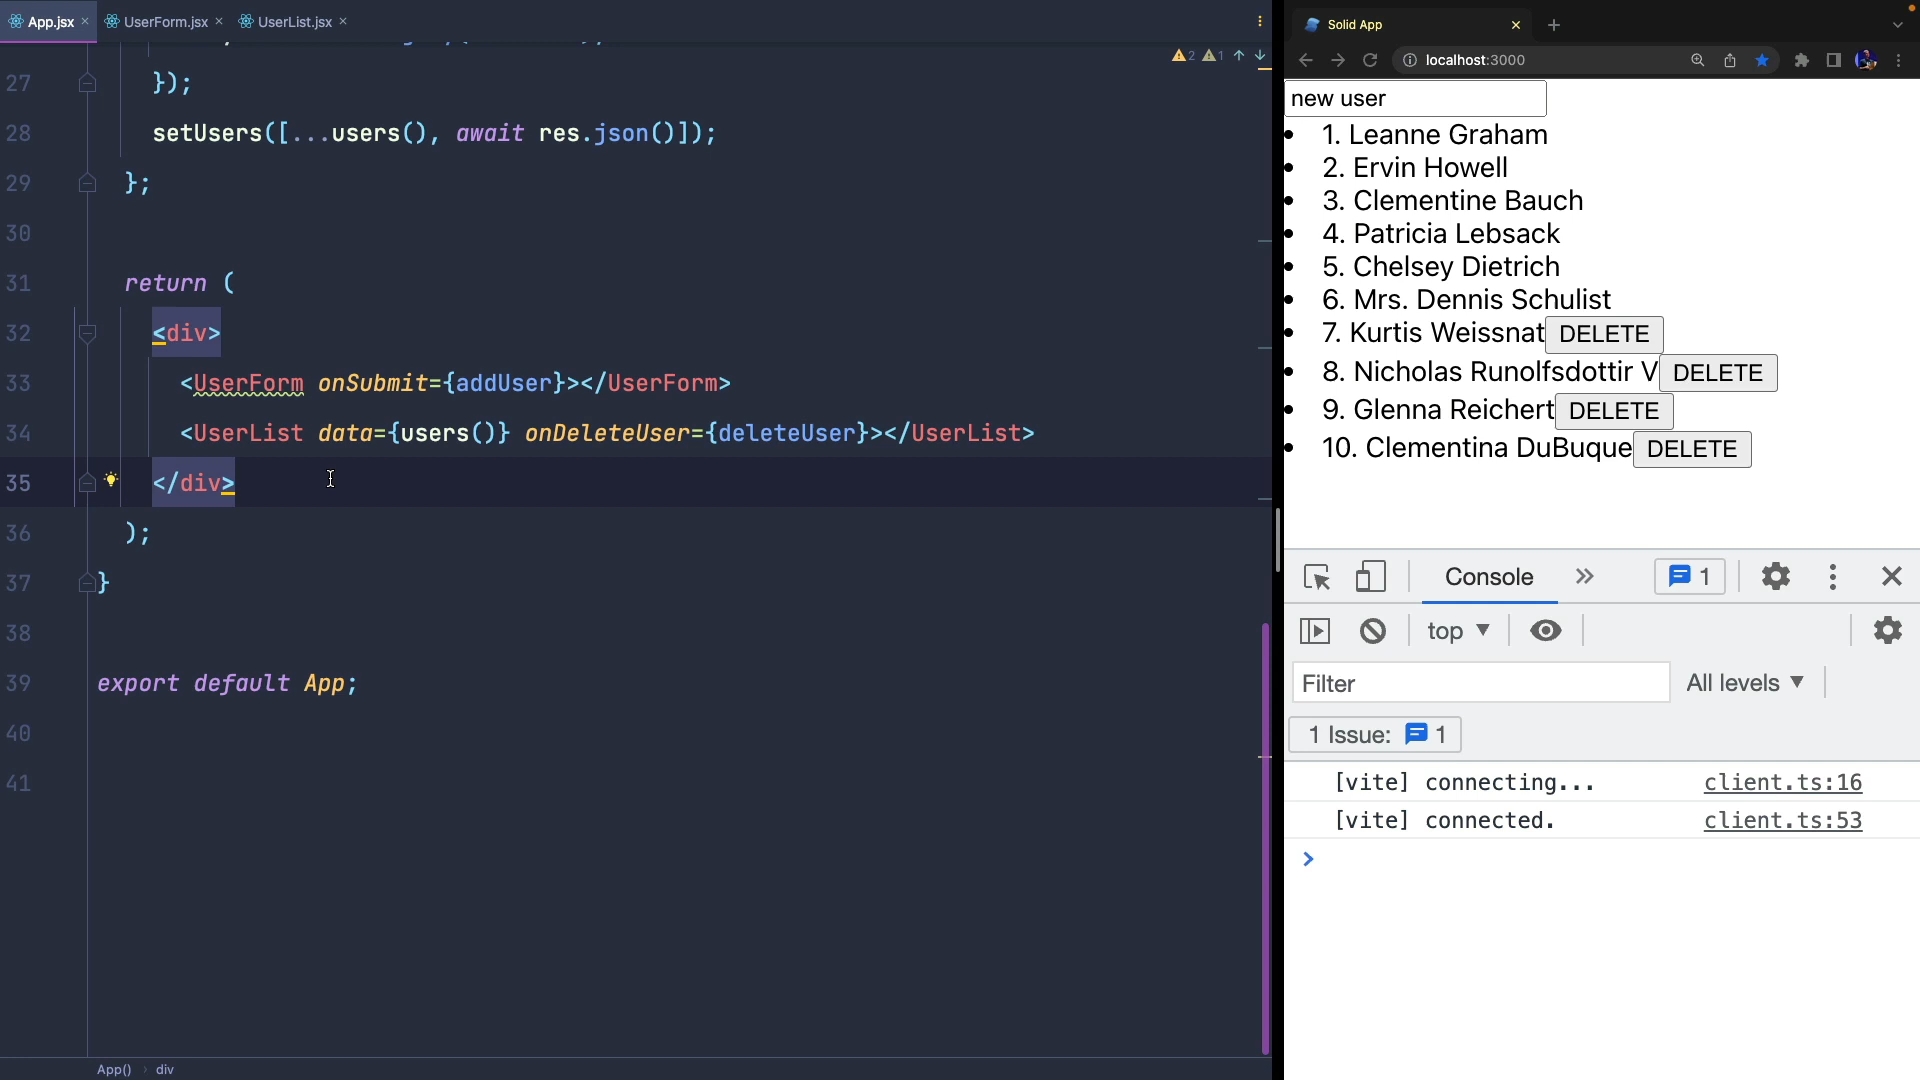 App.jsx
UserForm.jsx
UserList.jsx
2
1
27 });
28 setUsers([...users(), await res.json()]);
29 };
30
31 return (
32 <div>
33 <UserForm onSubmit={addUser}></UserForm>
34 <UserList data={users()} onDeleteUser={deleteUser}></UserList>
35 </div>
36 );
37 }
38
39 export default App;
40
41
App() › div
Solid App
localhost:3000
new user
1. Leanne Graham
2. Ervin Howell
3. Clementine Bauch
4. Patricia Lebsack
5. Chelsey Dietrich
6. Mrs. Dennis Schulist
7. Kurtis Weissnat DELETE
8. Nicholas Runolfsdottir V DELETE
9. Glenna Reichert DELETE
10. Clementina DuBuque DELETE
Console » 1
top
Filter All levels
1 Issue: 1
[vite] connecting... client.ts:16
[vite] connected. client.ts:53